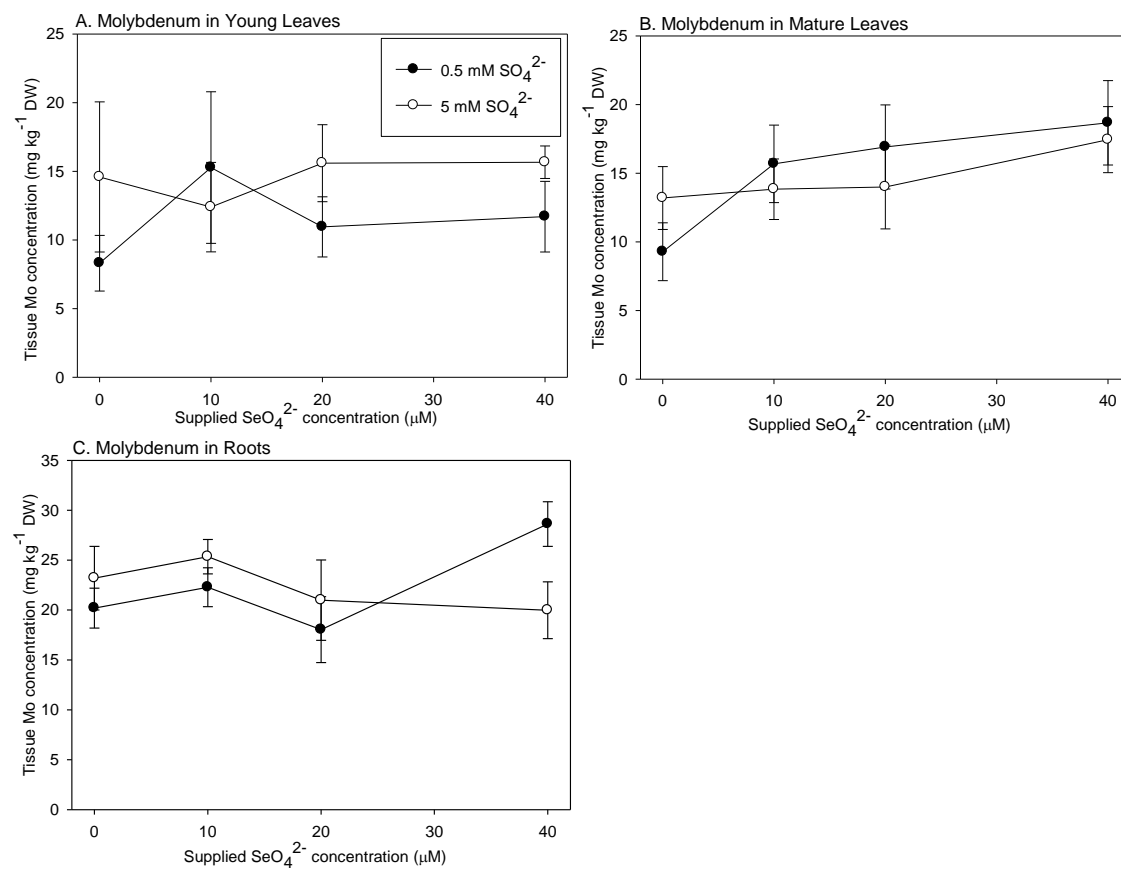 A. Molybdenum in Young Leaves
Tissue Mo concentration (mg kg⁻¹ DW)
25
20
15
10
5
0
0.5 mM SO₄²⁻
5 mM SO₄²⁻
0 10 20 30 40
Supplied SeO₄²⁻ concentration (μM)
B. Molybdenum in Mature Leaves
Tissue Mo concentration (mg kg⁻¹ DW)
25
20
15
10
5
0
0 10 20 30 40
Supplied SeO₄²⁻ concentration (μM)
C. Molybdenum in Roots
Tissue Mo concentration (mg kg⁻¹ DW)
35
30
25
20
15
10
5
0
0 10 20 30 40
Supplied SeO₄²⁻ concentration (μM)